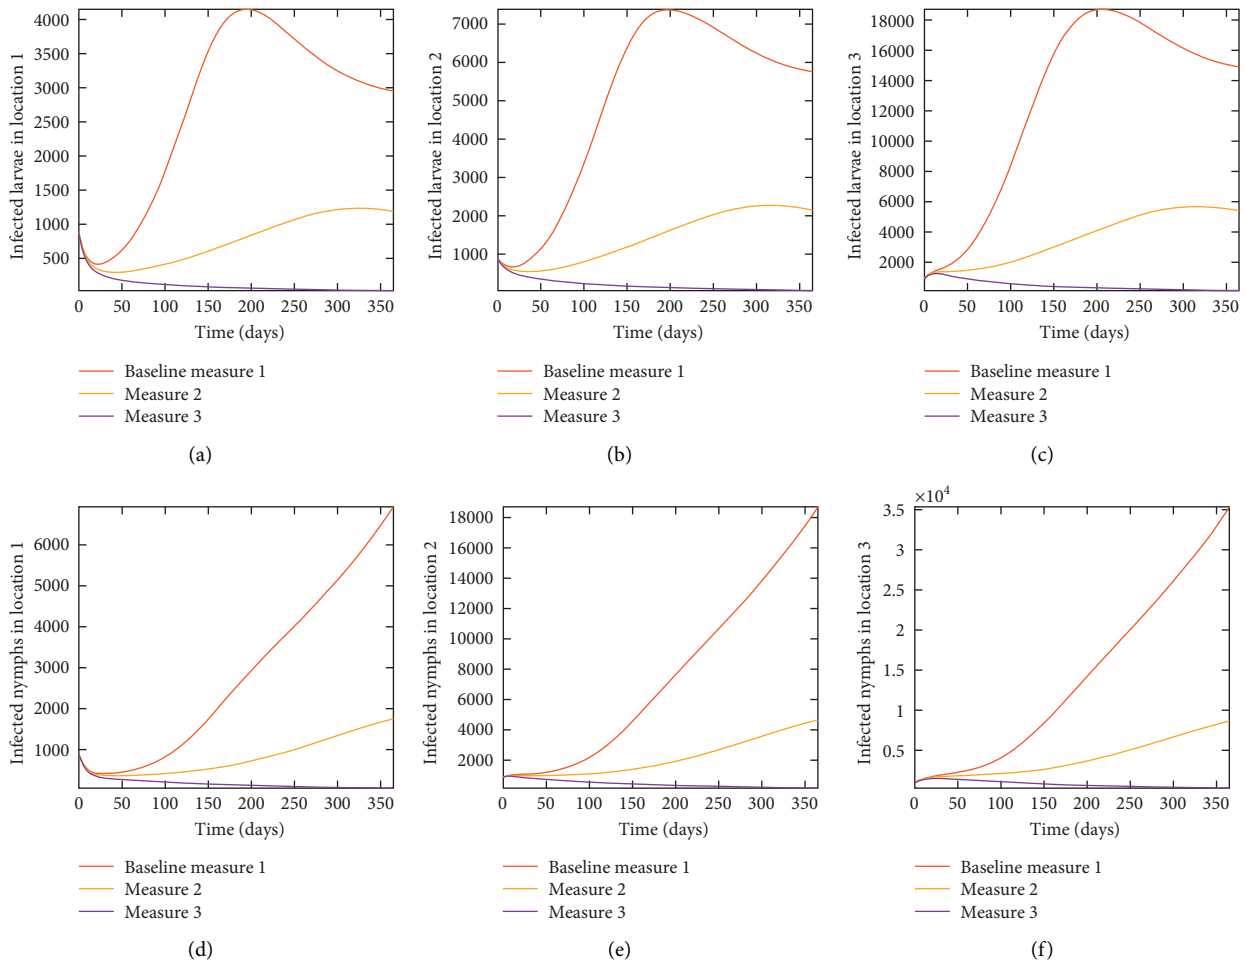 Infected larvae in location 1
4000
3500
3000
2500
2000
1500
1000
500
0 50 100 150 200 250 300 350
Time (days)
Baseline measure 1
Measure 2
Measure 3
(a)
Infected larvae in location 2
7000
6000
5000
4000
3000
2000
1000
0 50 100 150 200 250 300 350
Time (days)
Baseline measure 1
Measure 2
Measure 3
(b)
Infected larvae in location 3
18000
16000
14000
12000
10000
8000
6000
4000
2000
0 50 100 150 200 250 300 350
Time (days)
Baseline measure 1
Measure 2
Measure 3
(c)
Infected nymphs in location 1
6000
5000
4000
3000
2000
1000
0 50 100 150 200 250 300 350
Time (days)
Baseline measure 1
Measure 2
Measure 3
(d)
Infected nymphs in location 2
18000
16000
14000
12000
10000
8000
6000
4000
2000
0 50 100 150 200 250 300 350
Time (days)
Baseline measure 1
Measure 2
Measure 3
(e)
×10⁴
Infected nymphs in location 3
3.5
3
2.5
2
1.5
1
0.5
0 50 100 150 200 250 300 350
Time (days)
Baseline measure 1
Measure 2
Measure 3
(f)